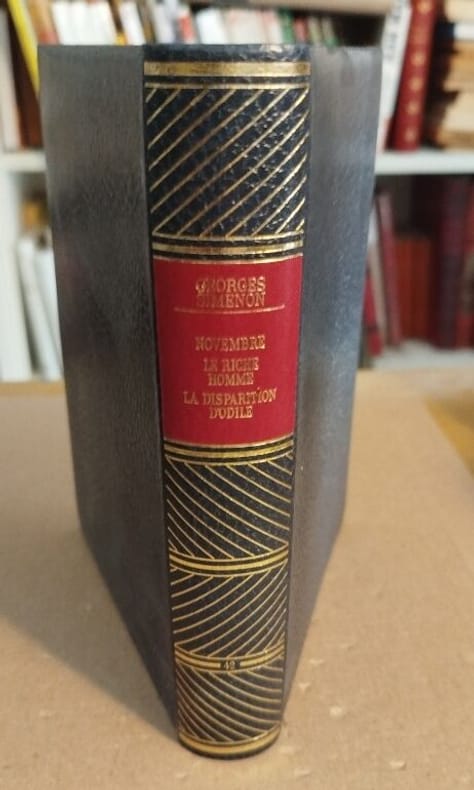 GEORGES
SIMENON
NOVEMBRE
LE RICHE
HOMME
LA DISPARITION
D'ODILE
42